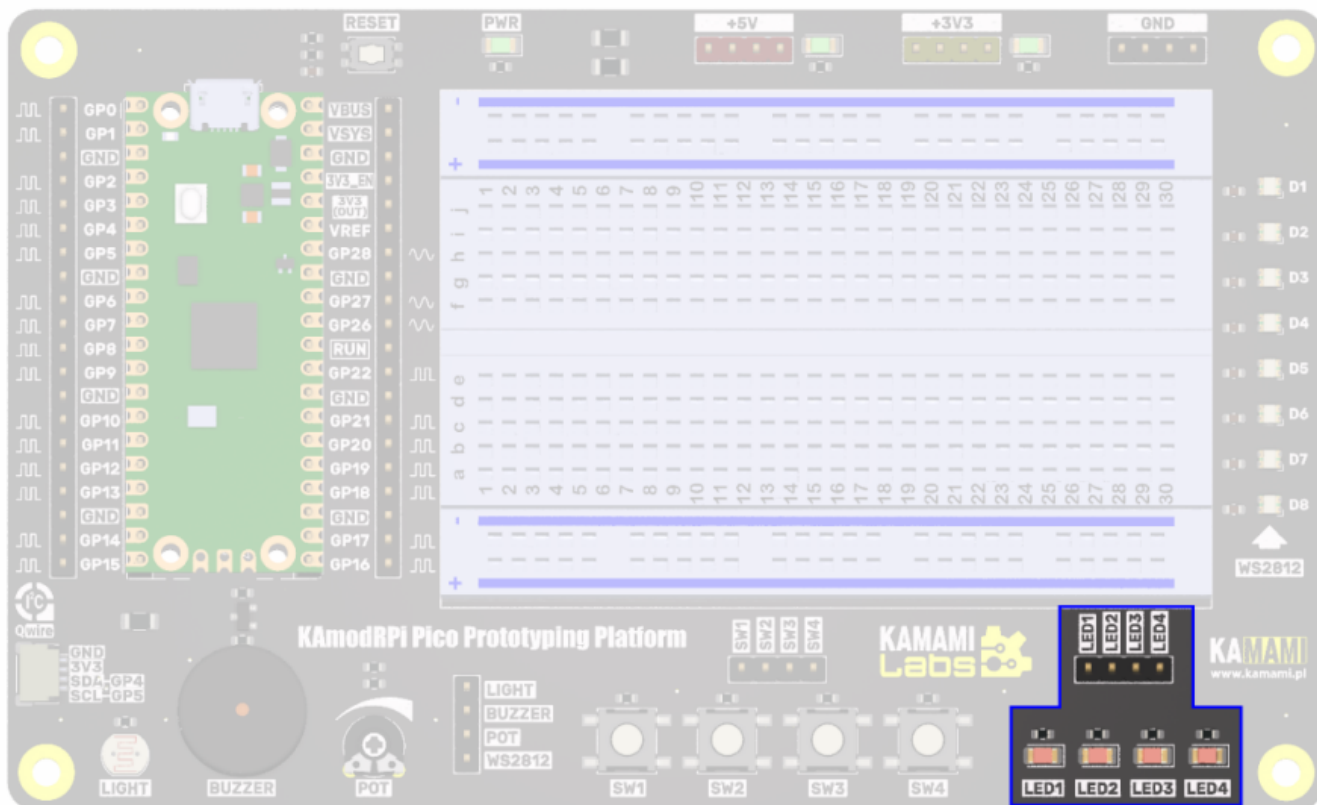 RESET
PWR
+5V
+3V3
GND
GP0
GP1
GND
GP2
GP3
GP4
GP5
GND
GP6
GP7
GP8
GP9
GND
GP10
GP11
GP12
GP13
GND
GP14
GP15
VBUS
VSYS
GND
3V3_EN
3V3
(OUT)
VREF
GP28
GND
GP27
GP26
RUN
GP22
GND
GP21
GP20
GP19
GP18
GND
GP17
GP16
-
+
1 2 3 4 5 6 7 8 9 10 11 12 13 14 15 16 17 18 19 20 21 22 23 24 25 26 27 28 29 30
j
i
h
g
f
e
d
c
b
a
1 2 3 4 5 6 7 8 9 10 11 12 13 14 15 16 17 18 19 20 21 22 23 24 25 26 27 28 29 30
-
+
D1
D2
D3
D4
D5
D6
D7
D8
WS2812
I²C
Qwire
GND
3V3
SDA-GP4
SCL-GP5
LIGHT
BUZZER
POT
KAmodRPi Pico Prototyping Platform
LIGHT
BUZZER
POT
WS2812
SW1 SW2 SW3 SW4
SW1 SW2 SW3 SW4
KAMAMI
Labs
LED1 LED2 LED3 LED4
KAMAMI
www.kamami.pl
LED1 LED2 LED3 LED4